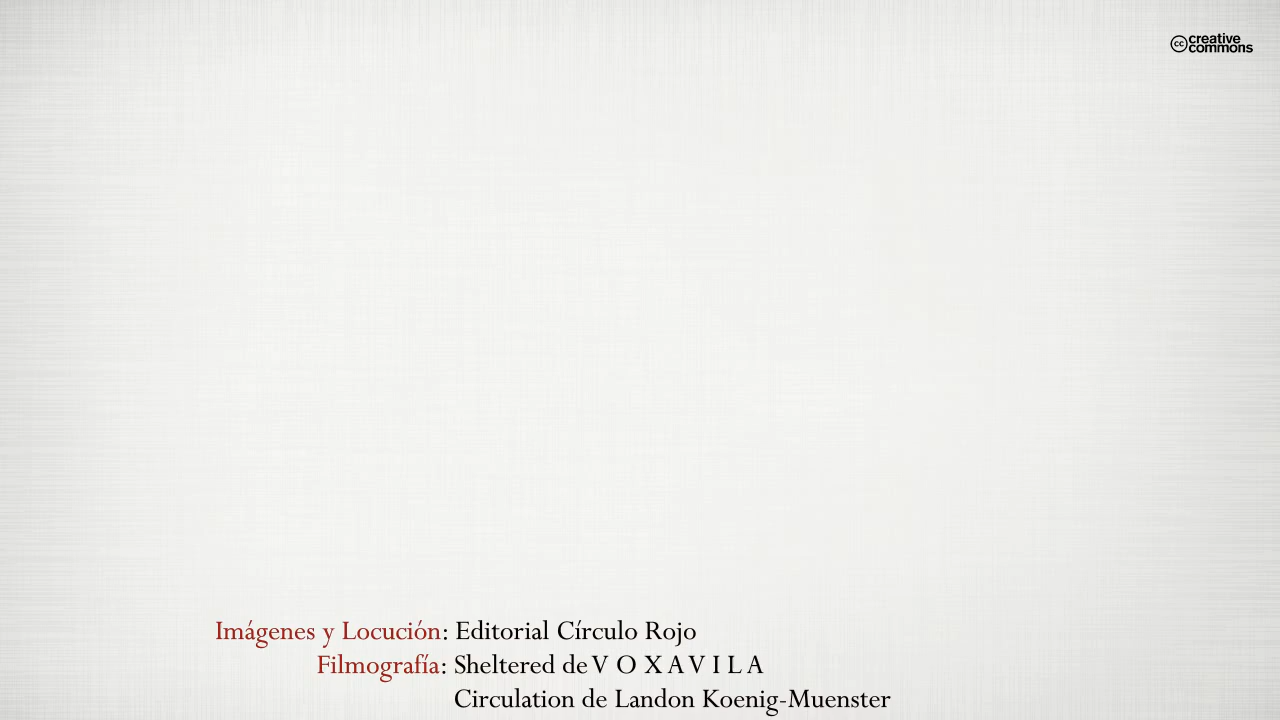 creative
commons
Imágenes y Locución: Editorial Círculo Rojo
Filmografía: Sheltered de V O X A V I L A
Circulation de Landon Koenig-Muenster